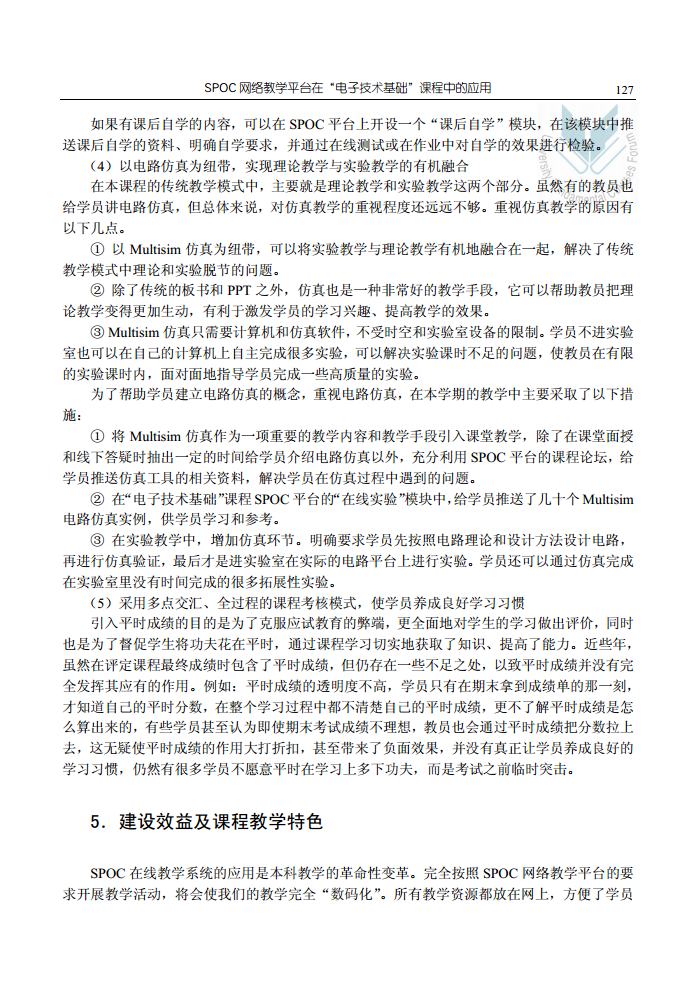 SPOC 网络教学平台在“电子技术基础”课程中的应用 127
如果有课后自学的内容，可以在 SPOC 平台上开设一个“课后自学”模块，在该模块中推
送课后自学的资料、明确自学要求，并通过在线测试或在作业中对自学的效果进行检验。
（4）以电路仿真为纽带，实现理论教学与实验教学的有机融合
在本课程的传统教学模式中，主要就是理论教学和实验教学这两个部分。虽然有的教员也
给学员讲电路仿真，但总体来说，对仿真教学的重视程度还远远不够。重视仿真教学的原因有
以下几点。
① 以 Multisim 仿真为纽带，可以将实验教学与理论教学有机地融合在一起，解决了传统
教学模式中理论和实验脱节的问题。
② 除了传统的板书和 PPT 之外，仿真也是一种非常好的教学手段，它可以帮助教员把理
论教学变得更加生动，有利于激发学员的学习兴趣、提高教学的效果。
③ Multisim 仿真只需要计算机和仿真软件，不受时空和实验室设备的限制。学员不进实验
室也可以在自己的计算机上自主完成很多实验，可以解决实验课时不足的问题，使教员在有限
的实验课时内，面对面地指导学员完成一些高质量的实验。
为了帮助学员建立电路仿真的概念，重视电路仿真，在本学期的教学中主要采取了以下措
施：
① 将 Multisim 仿真作为一项重要的教学内容和教学手段引入课堂教学，除了在课堂面授
和线下答疑时抽出一定的时间给学员介绍电路仿真以外，充分利用 SPOC 平台的课程论坛，给
学员推送仿真工具的相关资料，解决学员在仿真过程中遇到的问题。
② 在“电子技术基础”课程 SPOC 平台的“在线实验”模块中，给学员推送了几十个 Multisim
电路仿真实例，供学员学习和参考。
③ 在实验教学中，增加仿真环节。明确要求学员先按照电路理论和设计方法设计电路，
再进行仿真验证，最后才是进实验室在实际的电路平台上进行实验。学员还可以通过仿真完成
在实验室里没有时间完成的很多拓展性实验。
（5）采用多点交汇、全过程的课程考核模式，使学员养成良好学习习惯
引入平时成绩的目的是为了克服应试教育的弊端，更全面地对学生的学习做出评价，同时
也是为了督促学生将功夫花在平时，通过课程学习切实地获取了知识、提高了能力。近些年，
虽然在评定课程最终成绩时包含了平时成绩，但仍存在一些不足之处，以致平时成绩并没有完
全发挥其应有的作用。例如：平时成绩的透明度不高，学员只有在期末拿到成绩单的那一刻，
才知道自己的平时分数，在整个学习过程中都不清楚自己的平时成绩，更不了解平时成绩是怎
么算出来的，有些学员甚至认为即使期末考试成绩不理想，教员也会通过平时成绩把分数拉上
去，这无疑使平时成绩的作用大打折扣，甚至带来了负面效果，并没有真正让学员养成良好的
学习习惯，仍然有很多学员不愿意平时在学习上多下功夫，而是考试之前临时突击。
5．建设效益及课程教学特色
SPOC 在线教学系统的应用是本科教学的革命性变革。完全按照 SPOC 网络教学平台的要
求开展教学活动，将会使我们的教学完全“数码化”。所有教学资源都放在网上，方便了学员